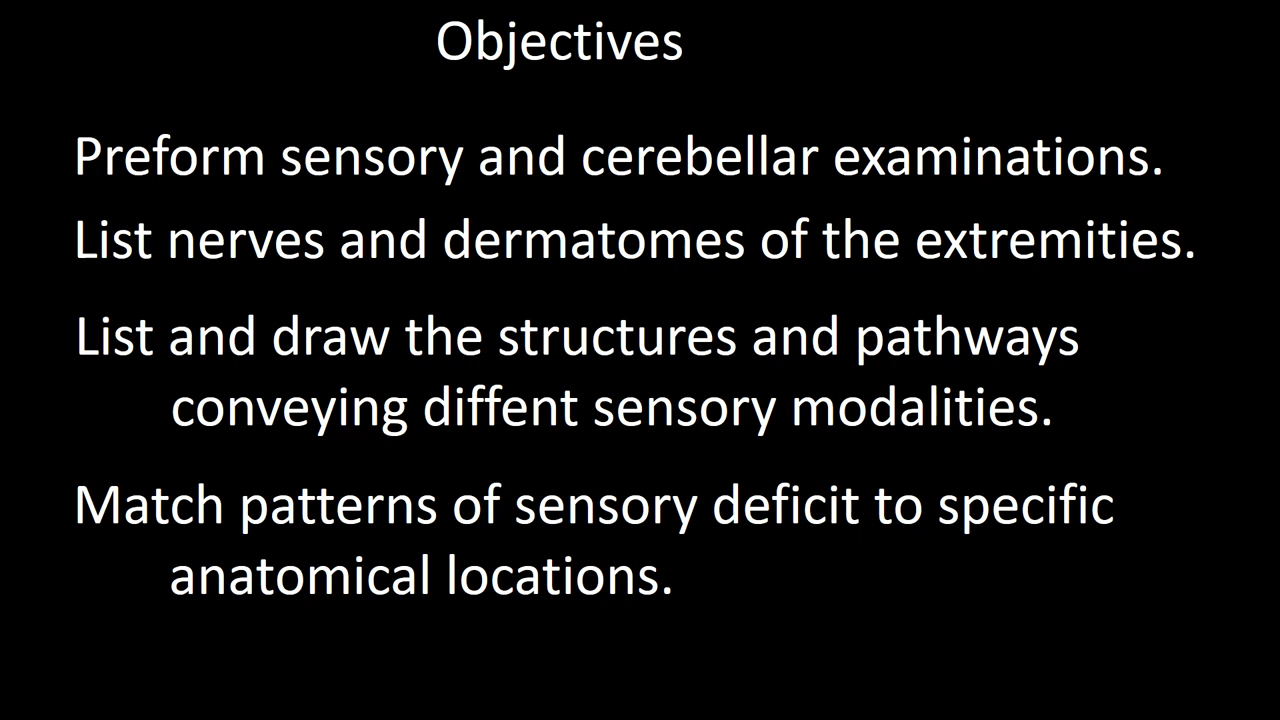 Objectives
Preform sensory and cerebellar examinations.
List nerves and dermatomes of the extremities.
List and draw the structures and pathways
conveying diffent sensory modalities.
Match patterns of sensory deficit to specific
anatomical locations.